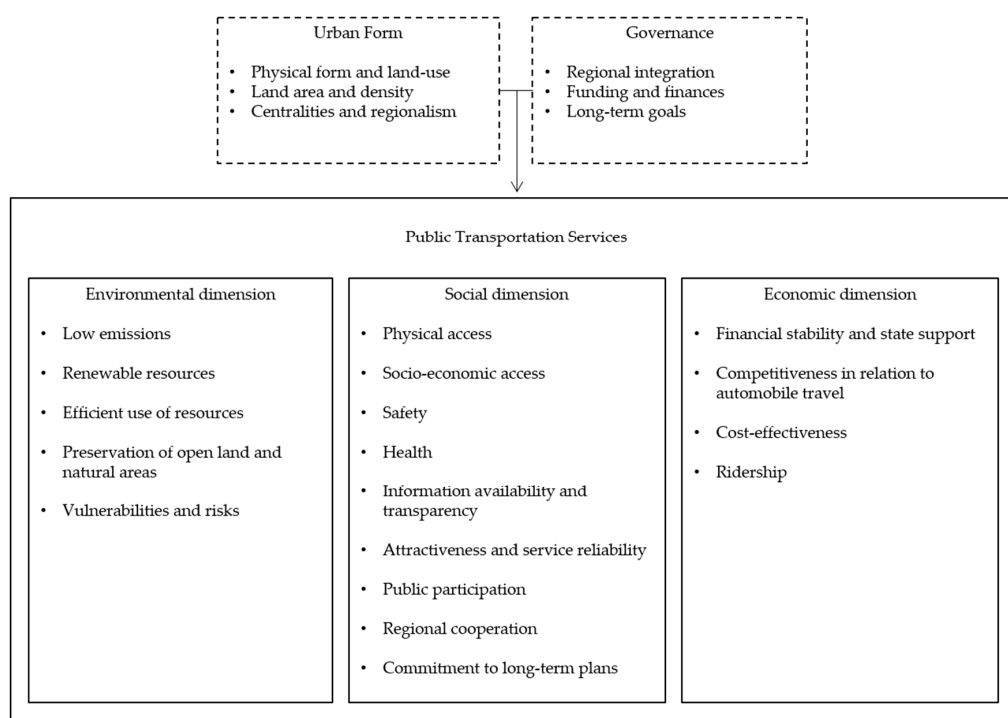 Urban Form
• Physical form and land-use
• Land area and density
• Centralities and regionalism
Governance
• Regional integration
• Funding and finances
• Long-term goals
Public Transportation Services
Environmental dimension
• Low emissions
• Renewable resources
• Efficient use of resources
• Preservation of open land and
natural areas
• Vulnerabilities and risks
Social dimension
• Physical access
• Socio-economic access
• Safety
• Health
• Information availability and
transparency
• Attractiveness and service reliability
• Public participation
• Regional cooperation
• Commitment to long-term plans
Economic dimension
• Financial stability and state support
• Competitiveness in relation to
automobile travel
• Cost-effectiveness
• Ridership